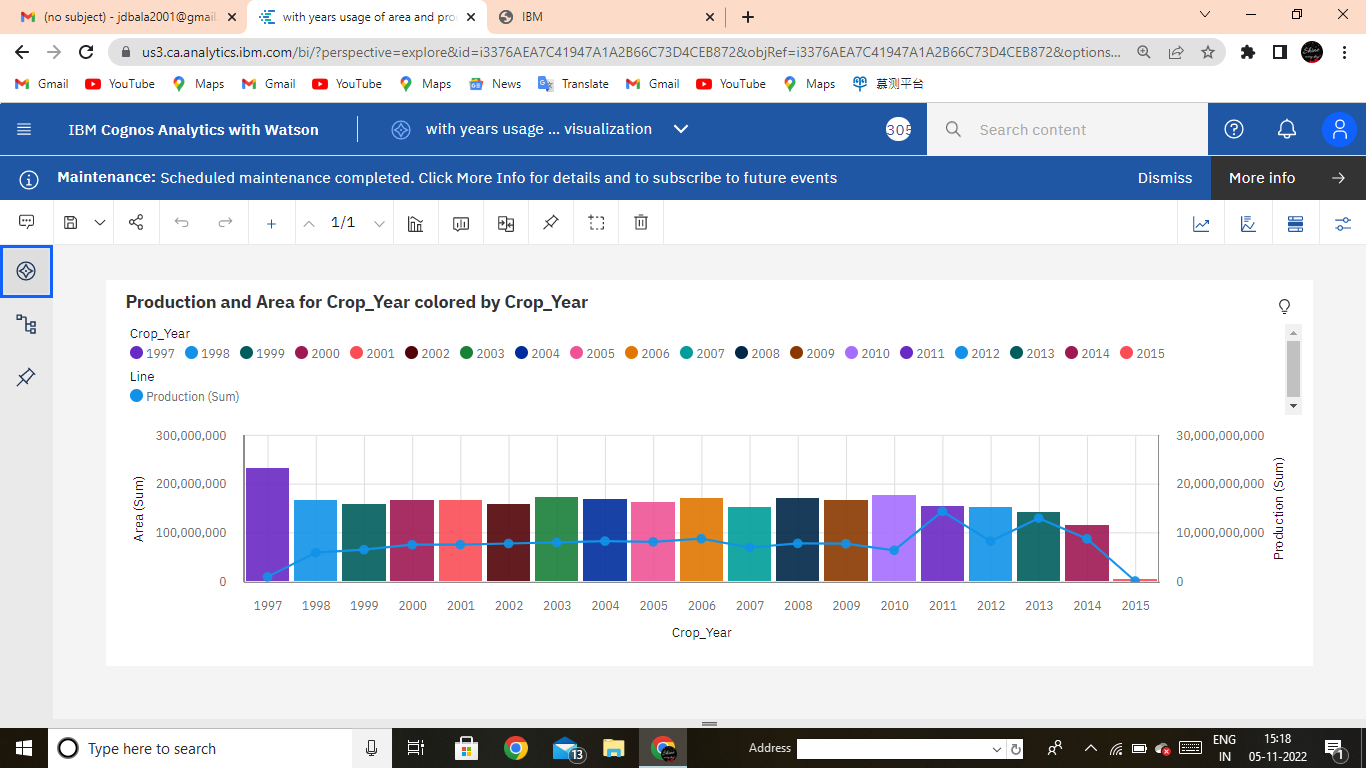 (no subject) - jdbala2001@gmail.
with years usage of area and pro
IBM
us3.ca.analytics.ibm.com/bi/?perspective=explore&id=i3376AEA7C41947A1A2B66C73D4CEB872&objRef=i3376AEA7C41947A1A2B66C73D4CEB872&options...
Gmail YouTube Maps Gmail YouTube Maps News Translate Gmail YouTube Maps 慕测平台
IBM Cognos Analytics with Watson
with years usage ... visualization
305
Search content
Maintenance: Scheduled maintenance completed. Click More Info for details and to subscribe to future events
Dismiss
More info
1/1
Production and Area for Crop_Year colored by Crop_Year
Crop_Year
1997 1998 1999 2000 2001 2002 2003 2004 2005 2006 2007 2008 2009 2010 2011 2012 2013 2014 2015
Line
Production (Sum)
300,000,000
200,000,000
100,000,000
0
Area (Sum)
30,000,000,000
20,000,000,000
10,000,000,000
0
Production (Sum)
1997 1998 1999 2000 2001 2002 2003 2004 2005 2006 2007 2008 2009 2010 2011 2012 2013 2014 2015
Crop_Year
Type here to search
13
Address
ENG
IN
15:18
05-11-2022
1